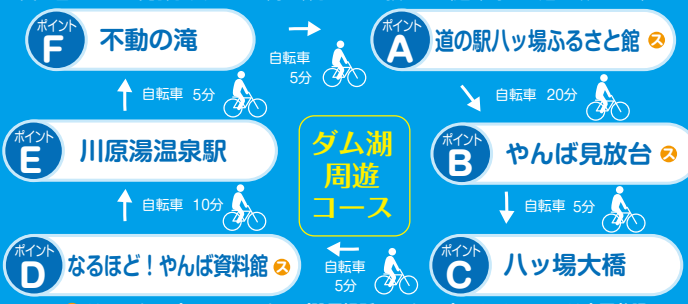 ポイント
F
不動の滝
自転車
5分
ポイント
A
道の駅八ッ場ふるさと館 ス
自転車 5分
自転車 20分
ポイント
E
川原湯温泉駅
ダム湖
周遊
コース
ポイント
B
やんば見放台 ス
自転車 10分
自転車 5分
ポイント
D
なるほど！やんば資料館 ス
自転車
5分
ポイント
C
八ッ場大橋